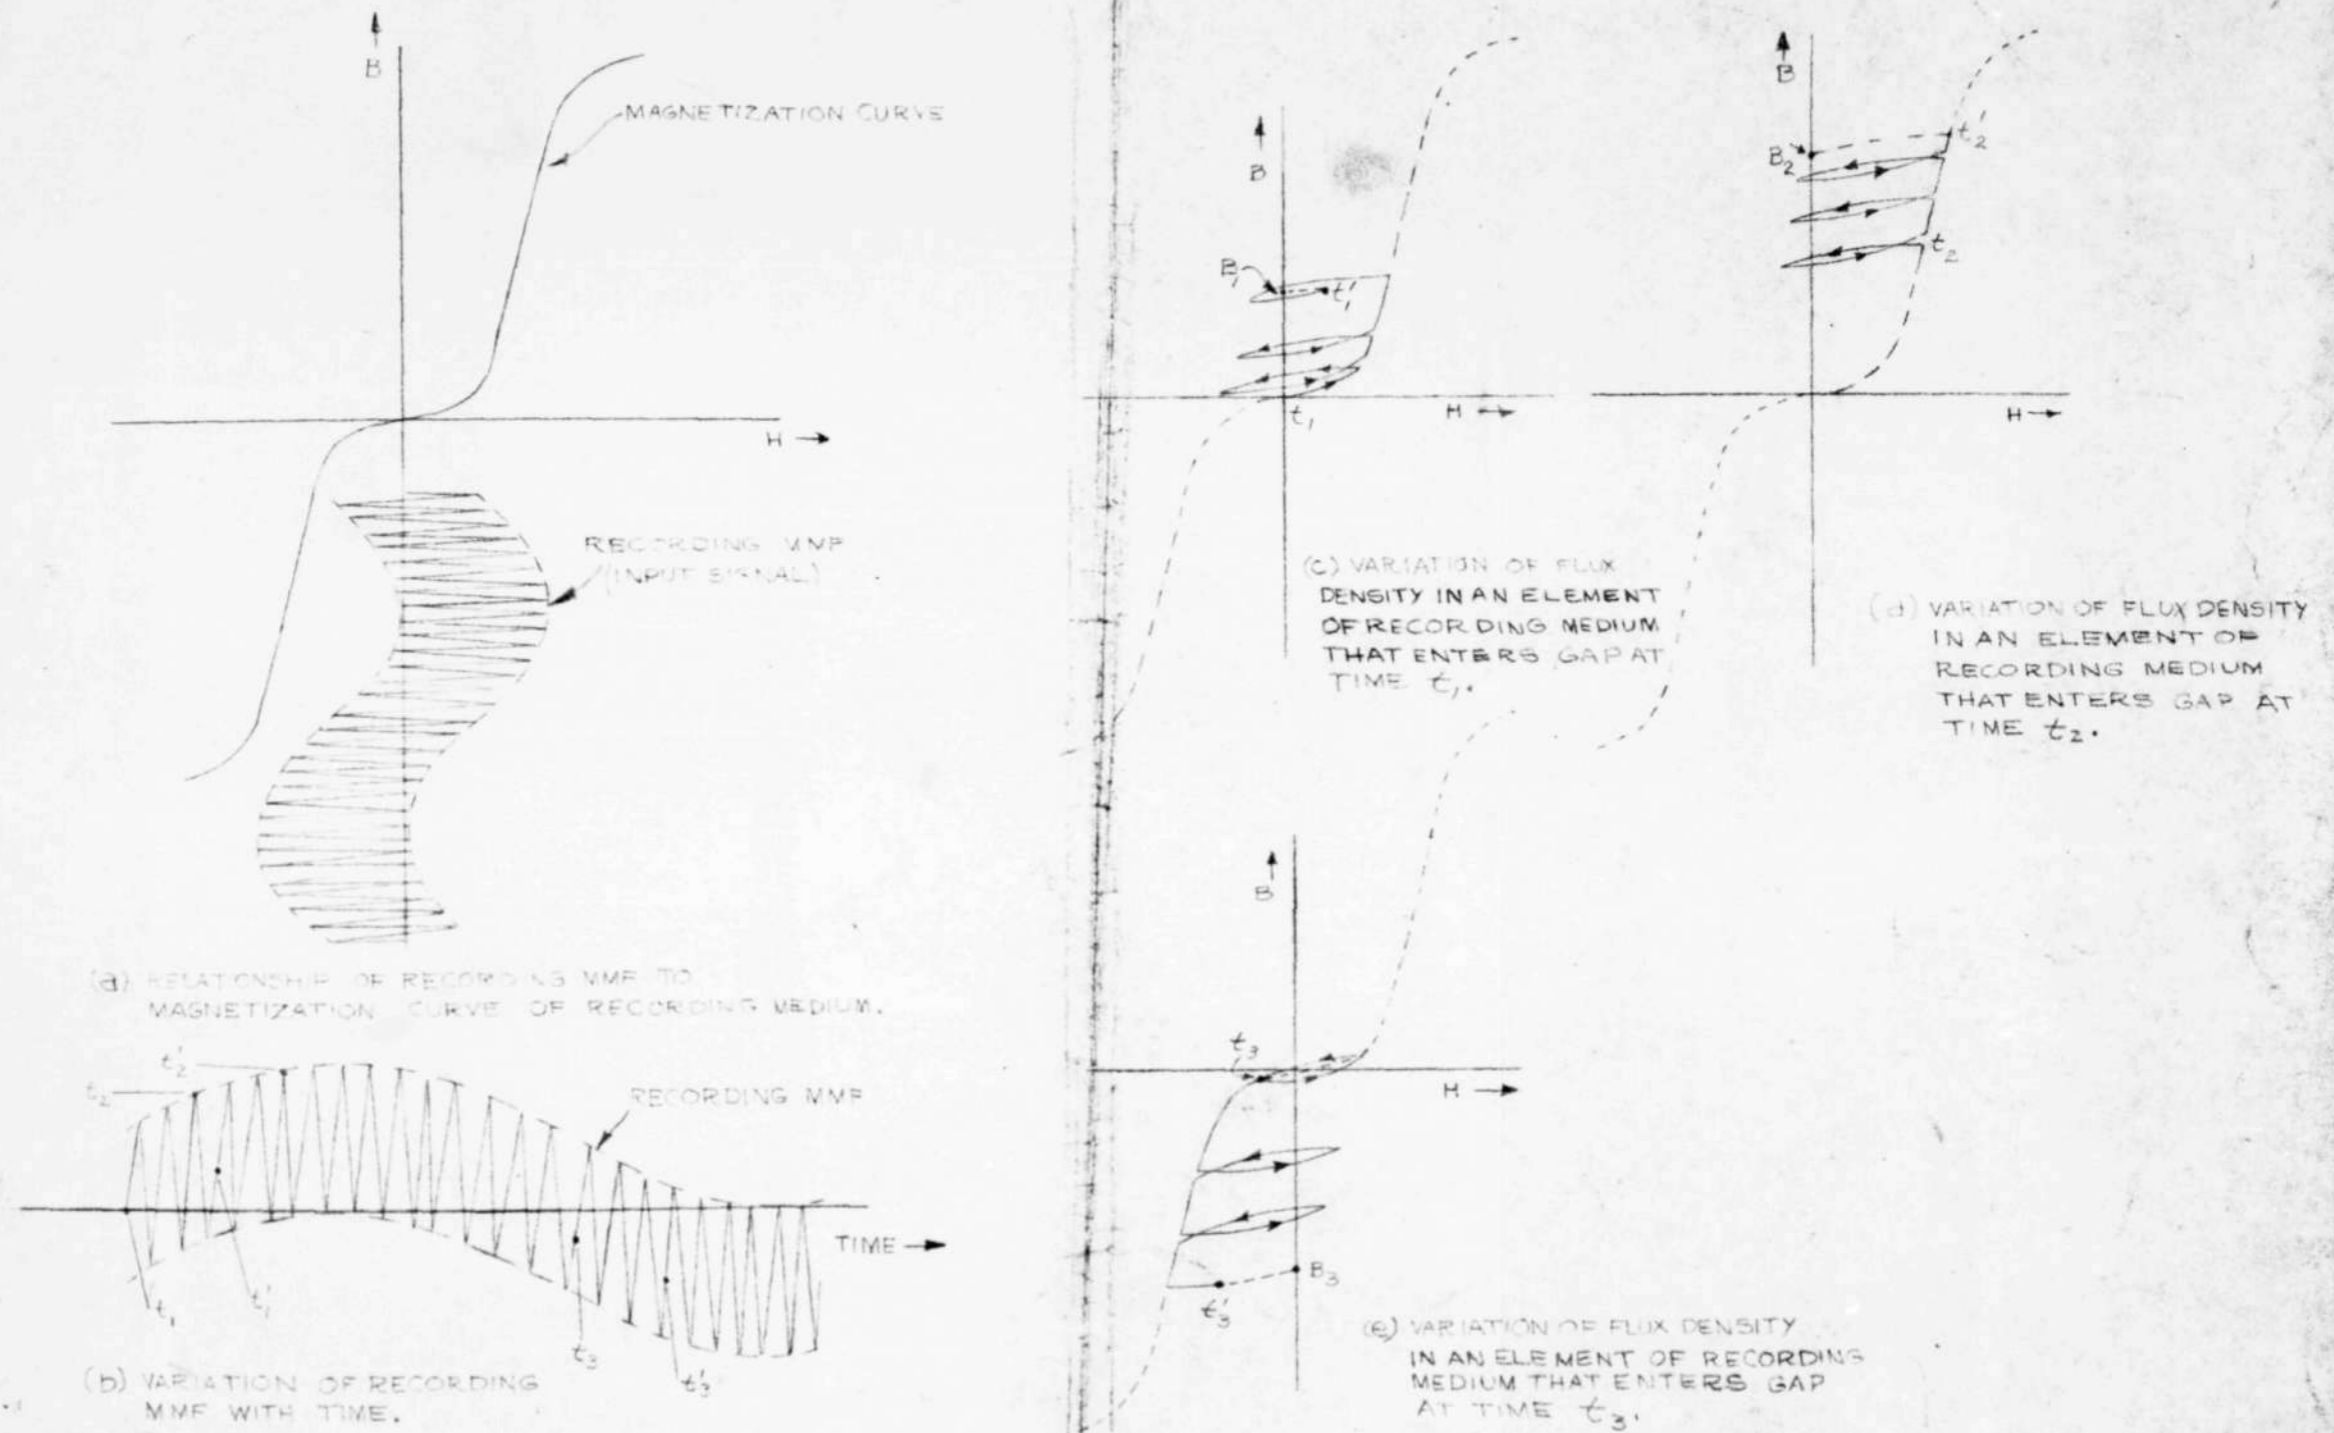 B
MAGNETIZATION CURVE
H
RECORDING MMF
(INPUT SIGNAL)
(a) RELATIONSHIP OF RECORDING MMF TO
MAGNETIZATION CURVE OF RECORDING MEDIUM.
t₂'
t₂
RECORDING MMF
TIME
t₁
t₁'
t₃
t₃'
(b) VARIATION OF RECORDING
MMF WITH TIME.
B
B₁
t₁'
t₁
H
(c) VARIATION OF FLUX
DENSITY IN AN ELEMENT
OF RECORDING MEDIUM
THAT ENTERS GAP AT
TIME t₁.
B
B₂
t₂'
t₂
H
(d) VARIATION OF FLUX DENSITY
IN AN ELEMENT OF
RECORDING MEDIUM
THAT ENTERS GAP AT
TIME t₂.
B
t₃
H
B₃
t₃'
(e) VARIATION OF FLUX DENSITY
IN AN ELEMENT OF RECORDING
MEDIUM THAT ENTERS GAP
AT TIME t₃.